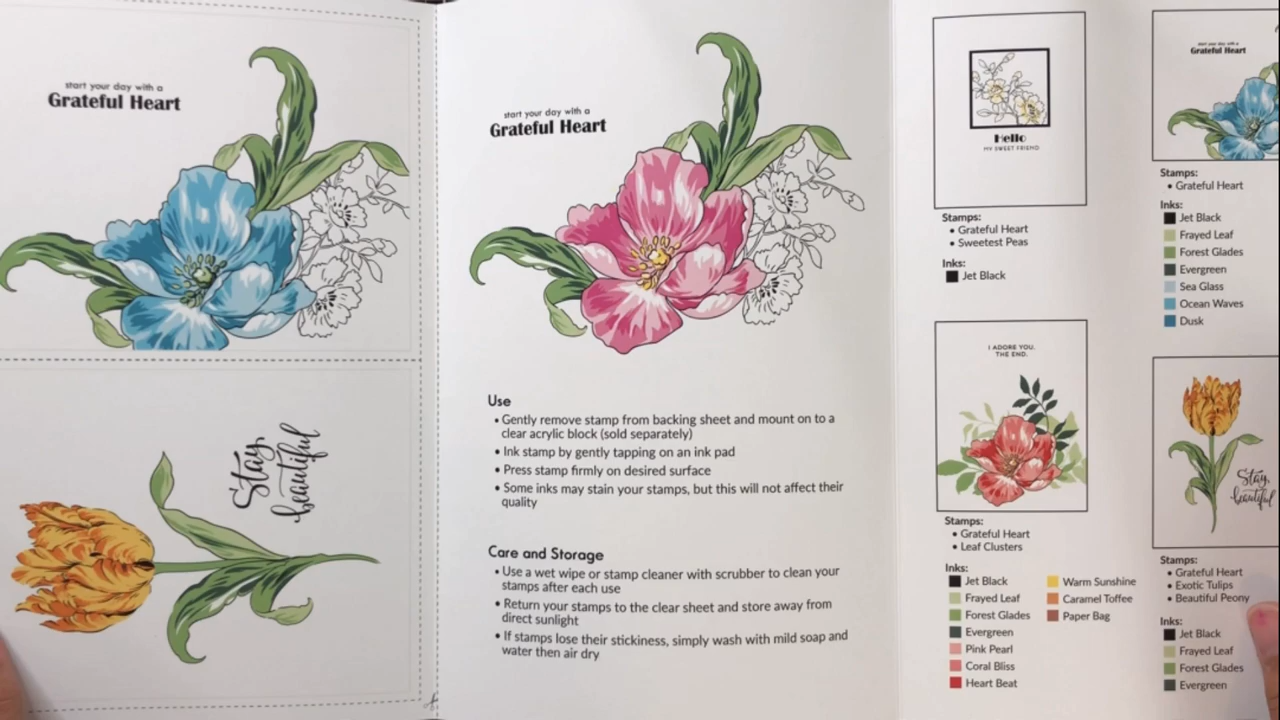 start your day with a
Grateful Heart
Stay
beautiful
start your day with a
Grateful Heart
Use
• Gently remove stamp from backing sheet and mount on to a
clear acrylic block (sold separately)
• Ink stamp by gently tapping on an ink pad
• Press stamp firmly on desired surface
• Some inks may stain your stamps, but this will not affect their
quality
Care and Storage
• Use a wet wipe or stamp cleaner with scrubber to clean your
stamps after each use
• Return your stamps to the clear sheet and store away from
direct sunlight
• If stamps lose their stickiness, simply wash with mild soap and
water then air dry
Hello
MY SWEET FRIEND
Stamps:
• Grateful Heart
• Sweetest Peas
Inks:
Jet Black
I ADORE YOU.
THE END.
Stamps:
• Grateful Heart
• Leaf Clusters
Inks:
Jet Black
Frayed Leaf
Forest Glades
Evergreen
Pink Pearl
Coral Bliss
Heart Beat
Warm Sunshine
Caramel Toffee
Paper Bag
start your day with a
Grateful Heart
Stamps:
• Grateful Heart
Inks:
Jet Black
Frayed Leaf
Forest Glades
Evergreen
Sea Glass
Ocean Waves
Dusk
Stay
beautiful
Stamps:
• Grateful Heart
• Exotic Tulips
• Beautiful Peony
Inks:
Jet Black
Frayed Leaf
Forest Glades
Evergreen